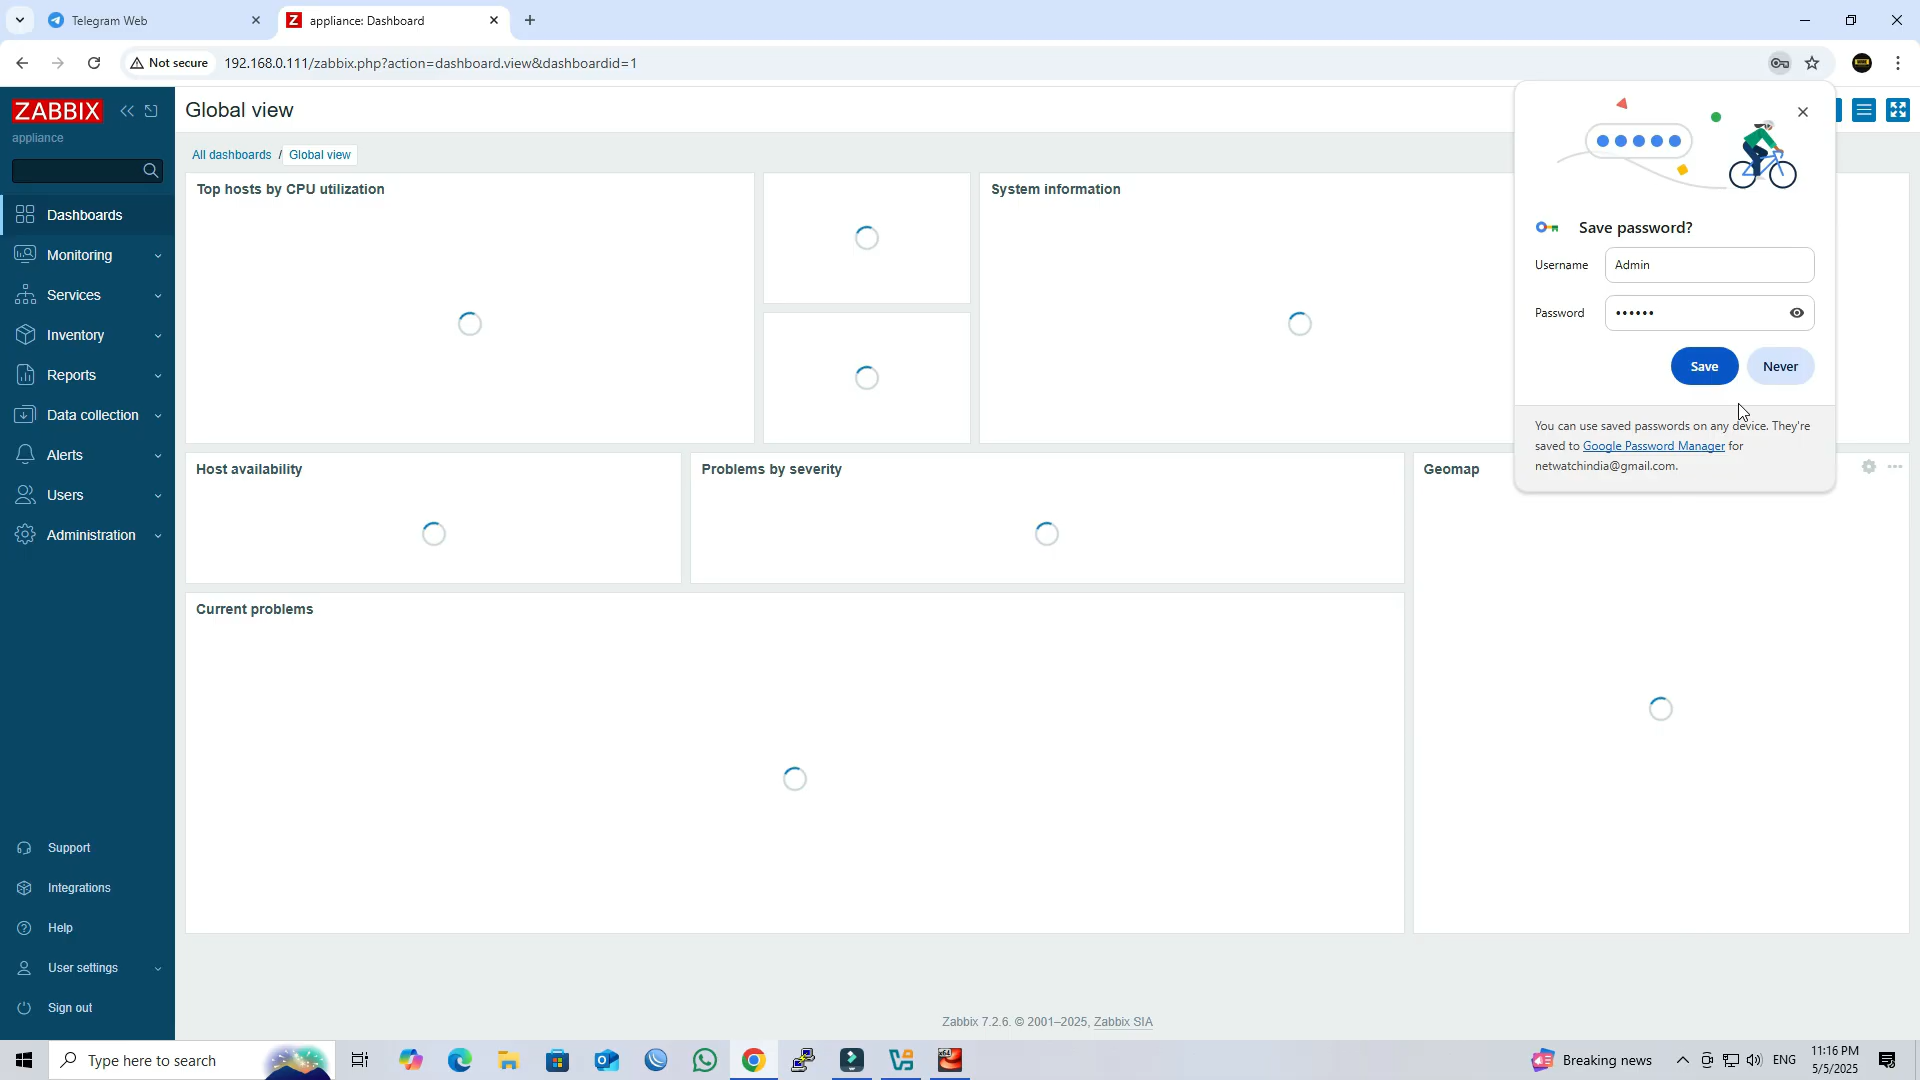 Telegram Web
Z appliance: Dashboard
Not secure
192.168.0.111/zabbix.php?action=dashboard.view&dashboardid=1
ZABBIX
appliance
Dashboards
Monitoring
Services
Inventory
Reports
Data collection
Alerts
Users
Administration
Support
Integrations
Help
User settings
Sign out
Global view
All dashboards / Global view
Top hosts by CPU utilization
System information
Host availability
Problems by severity
Geomap
Current problems
Zabbix 7.2.6. © 2001–2025, Zabbix SIA
Save password?
Username Admin
Password ••••••
Save Never
You can use saved passwords on any device. They're
saved to Google Password Manager for
netwatchindia@gmail.com.
Type here to search
x64
Breaking news
ENG
11:16 PM
5/5/2025